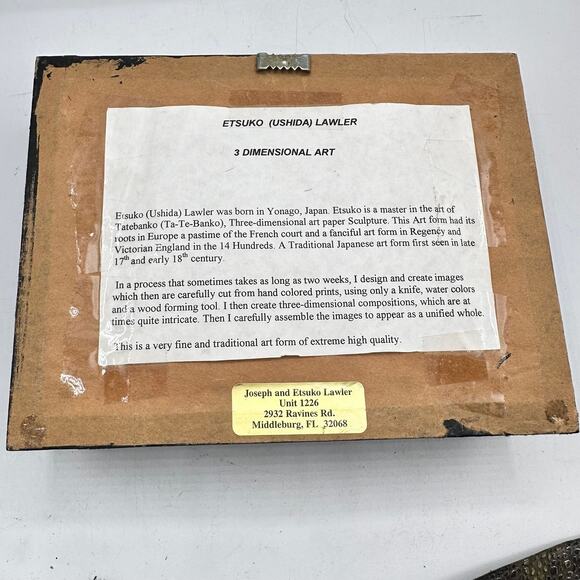 ETSUKO (USHIDA) LAWLER
3 DIMENSIONAL ART
Etsuko (Ushida) Lawler was born in Yonago, Japan. Etsuko is a master in the art of
Tatebanko (Ta-Te-Banko), Three-dimensional art paper Sculpture. This Art form had its
roots in Europe a pastime of the French court and a fanciful art form in Regency and
Victorian England in the 14 Hundreds. A Traditional Japanese art form first seen in late
17th and early 18th century.
In a process that sometimes takes as long as two weeks, I design and create images
which then are carefully cut from hand colored prints, using only a knife, water colors
and a wood forming tool. I then create three-dimensional compositions, which are at
times quite intricate. Then I carefully assemble the images to appear as a unified whole.
This is a very fine and traditional art form of extreme high quality.
Joseph and Etsuko Lawler
Unit 1226
2932 Ravines Rd.
Middleburg, FL 32068